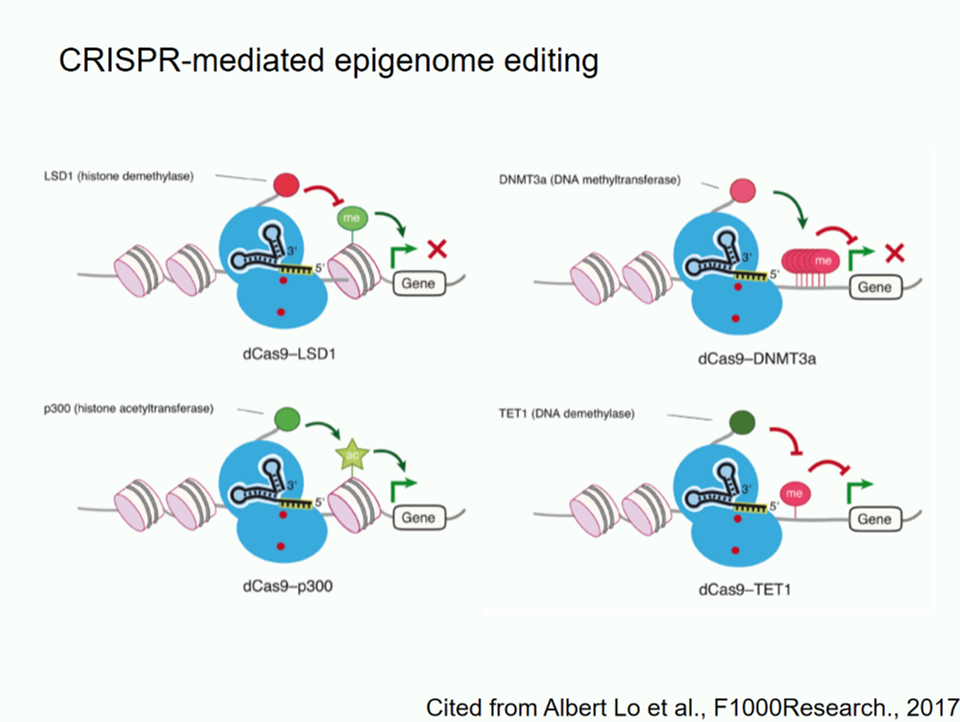 CRISPR-mediated epigenome editing
LSD1 (histone demethylase)
me
3'
5'
Gene
dCas9–LSD1
DNMT3a (DNA methyltransferase)
me
3'
5'
Gene
dCas9–DNMT3a
p300 (histone acetyltransferase)
ac
3'
5'
Gene
dCas9–p300
TET1 (DNA demethylase)
me
3'
5'
Gene
dCas9–TET1
Cited from Albert Lo et al., F1000Research., 2017